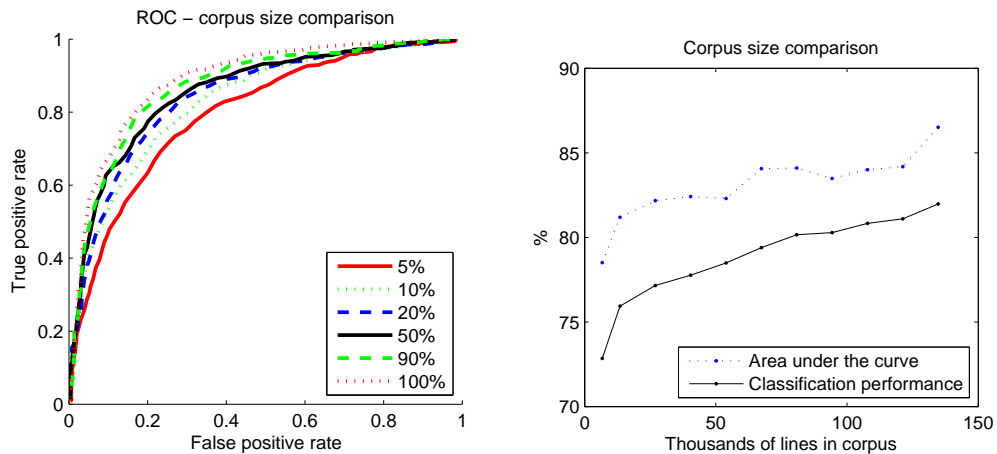 ROC – corpus size comparison
1
0.8
0.6
0.4
0.2
0
True positive rate
5%
10%
20%
50%
90%
100%
0 0.2 0.4 0.6 0.8 1
False positive rate
Corpus size comparison
90
85
80
75
70
%
Area under the curve
Classification performance
0 50 100 150
Thousands of lines in corpus